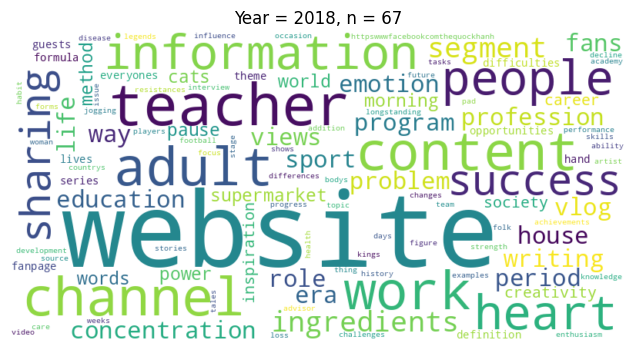 Year = 2018, n = 67
disease legends influence occasion httpswwwfacebookcomthequockhanh
guests information segment fans
formula method everyones cats theme world emotion tasks future difficulties decline academy
habit issue resistances interview people
sharing life jogging teacher morning pad career
forms way pause players football addition views program longstanding profession opportunities performance skills
woman adult focus stage shows sport content hand ability artist
lives countrys differences bodys problem success
series education supermarket changes society vlog
website progress topic team folk
development stories days figure strength house achievements
source kings
fanpage words power inspiration health role thing history period examples writing knowledge
channel tales era work creativity
video care weeks advisor ingredients heart
concentration loss challenges definition enthusiasm